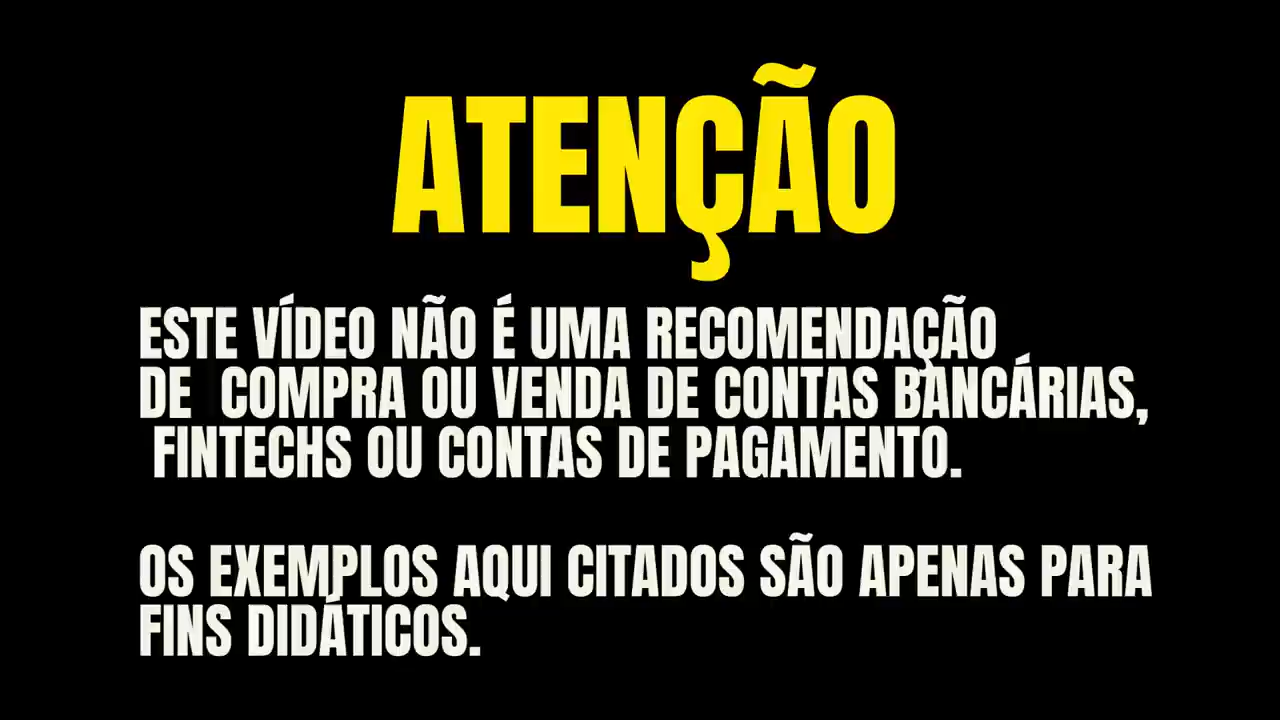 ATENÇÃO
ESTE VÍDEO NÃO É UMA RECOMENDAÇÃO
DE COMPRA OU VENDA DE CONTAS BANCÁRIAS,
FINTECHS OU CONTAS DE PAGAMENTO.
OS EXEMPLOS AQUI CITADOS SÃO APENAS PARA
FINS DIDÁTICOS.